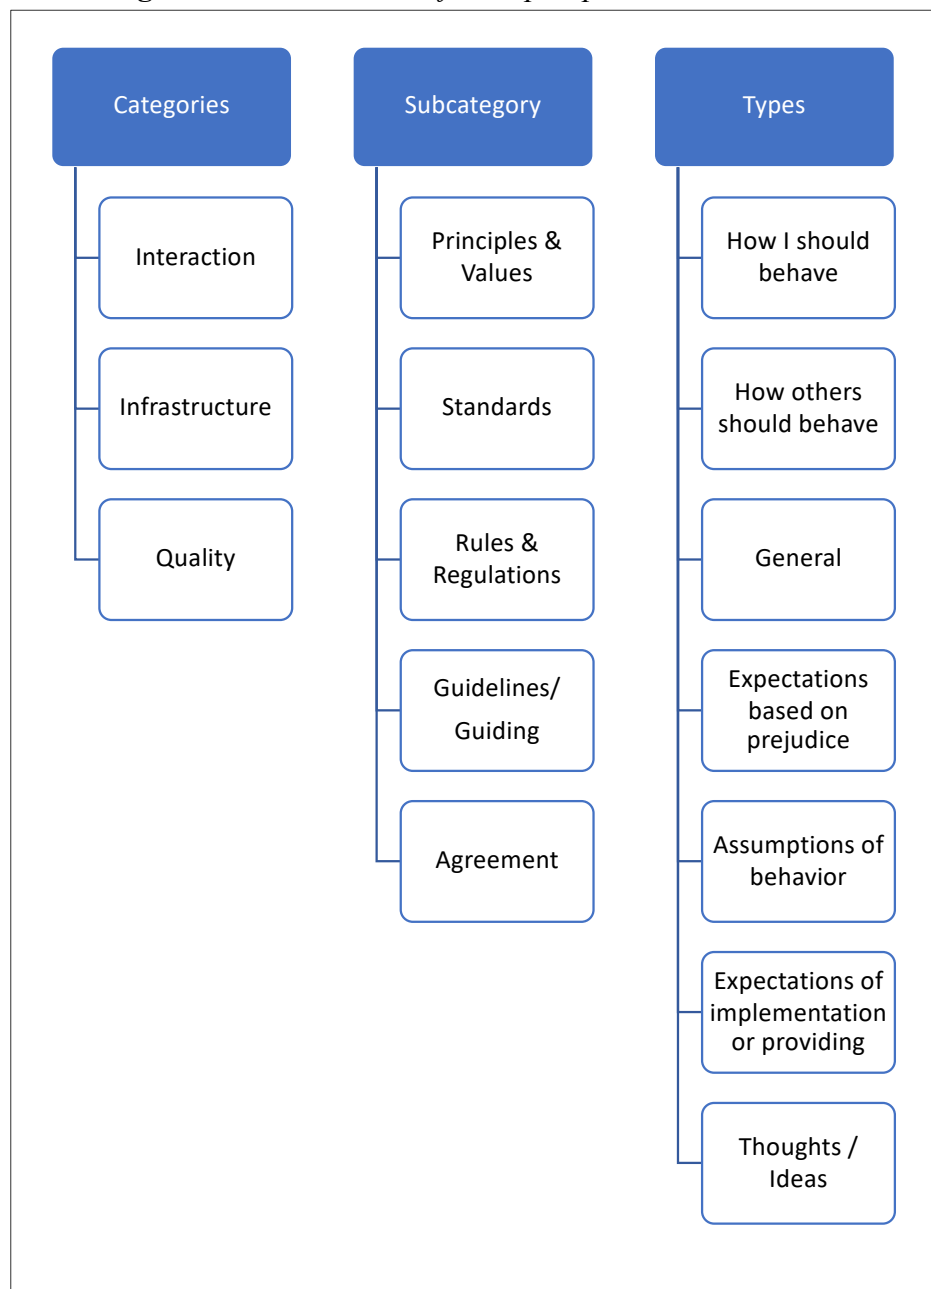 Categories
Interaction
Infrastructure
Quality
Subcategory
Principles &
Values
Standards
Rules &
Regulations
Guidelines/
Guiding
Agreement
Types
How I should
behave
How others
should behave
General
Expectations
based on
prejudice
Assumptions of
behavior
Expectations of
implementation
or providing
Thoughts /
Ideas